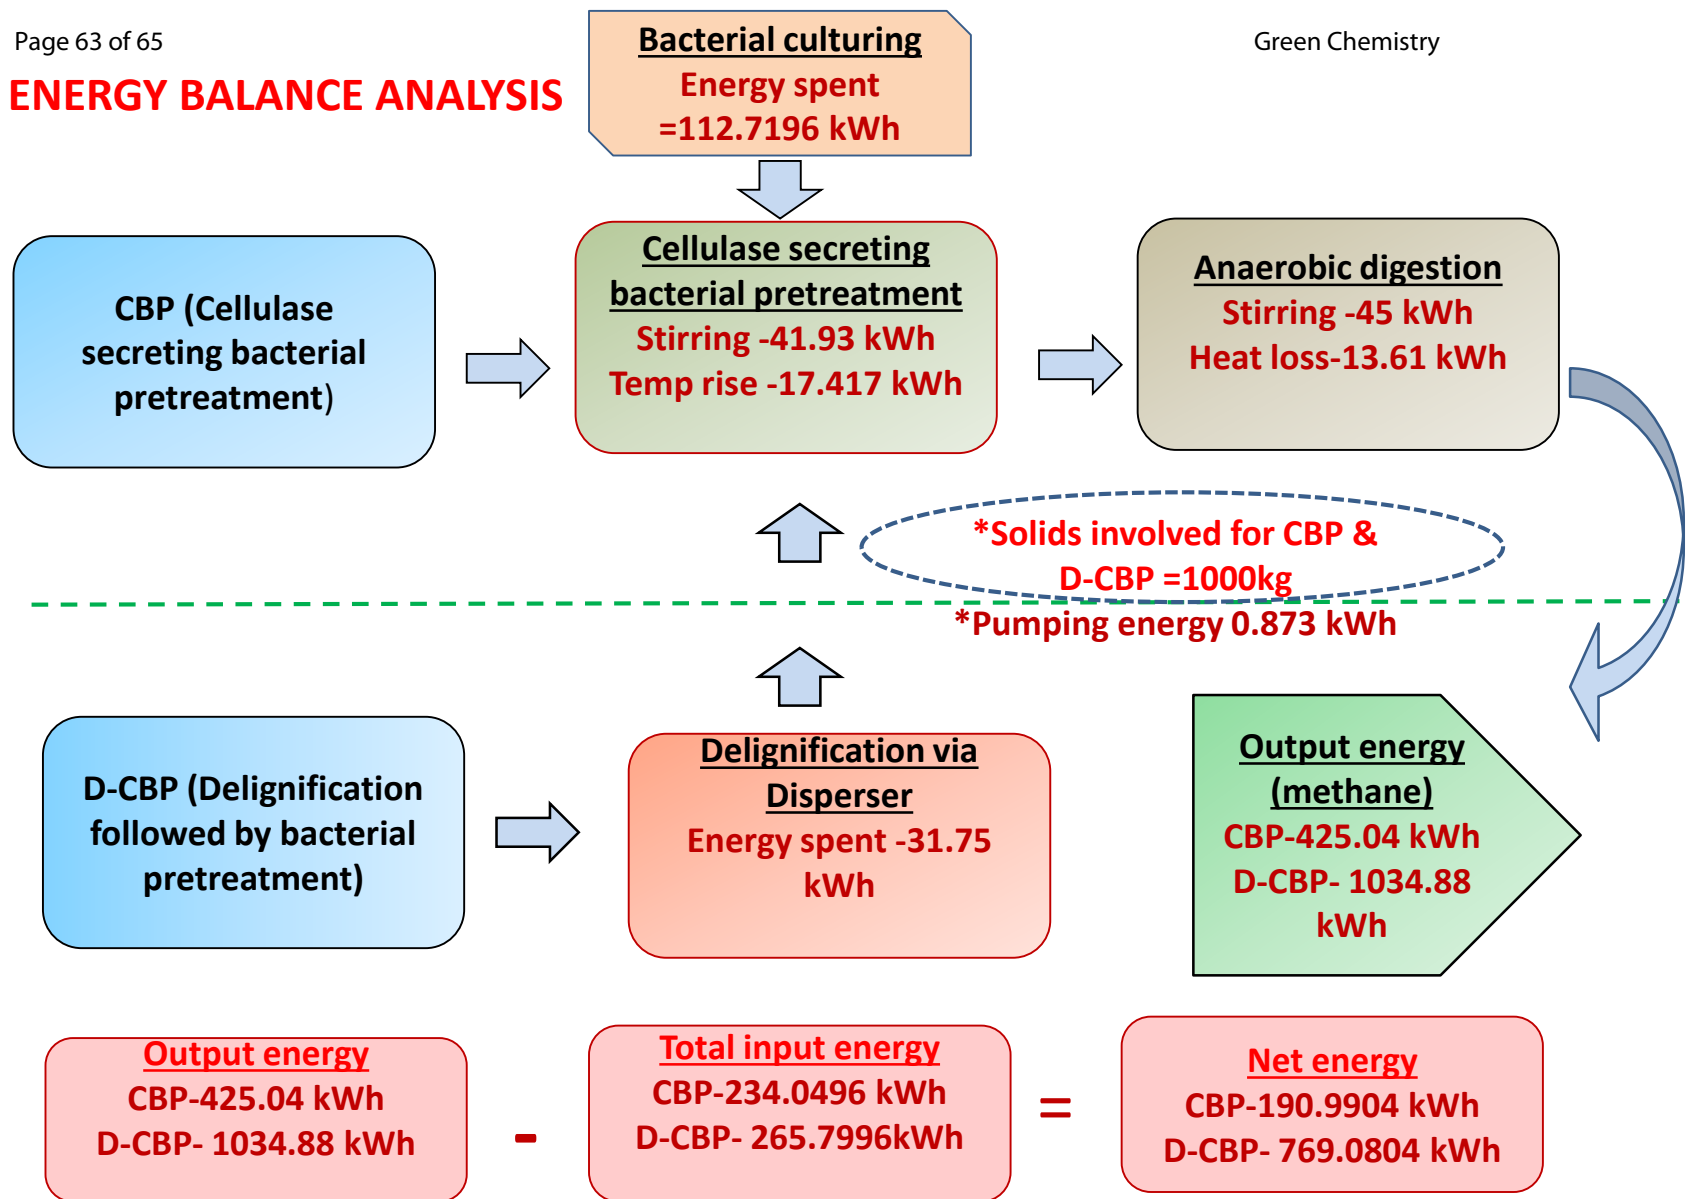 Page 63 of 65
Green Chemistry
ENERGY BALANCE ANALYSIS
Bacterial culturing
Energy spent
=112.7196 kWh
CBP (Cellulase
secreting bacterial
pretreatment)
Cellulase secreting
bacterial pretreatment
Stirring -41.93 kWh
Temp rise -17.417 kWh
Anaerobic digestion
Stirring -45 kWh
Heat loss-13.61 kWh
*Solids involved for CBP &
D-CBP =1000kg
*Pumping energy 0.873 kWh
D-CBP (Delignification
followed by bacterial
pretreatment)
Delignification via
Disperser
Energy spent -31.75
kWh
Output energy
(methane)
CBP-425.04 kWh
D-CBP- 1034.88
kWh
Output energy
CBP-425.04 kWh
D-CBP- 1034.88 kWh
-
Total input energy
CBP-234.0496 kWh
D-CBP- 265.7996kWh
=
Net energy
CBP-190.9904 kWh
D-CBP- 769.0804 kWh